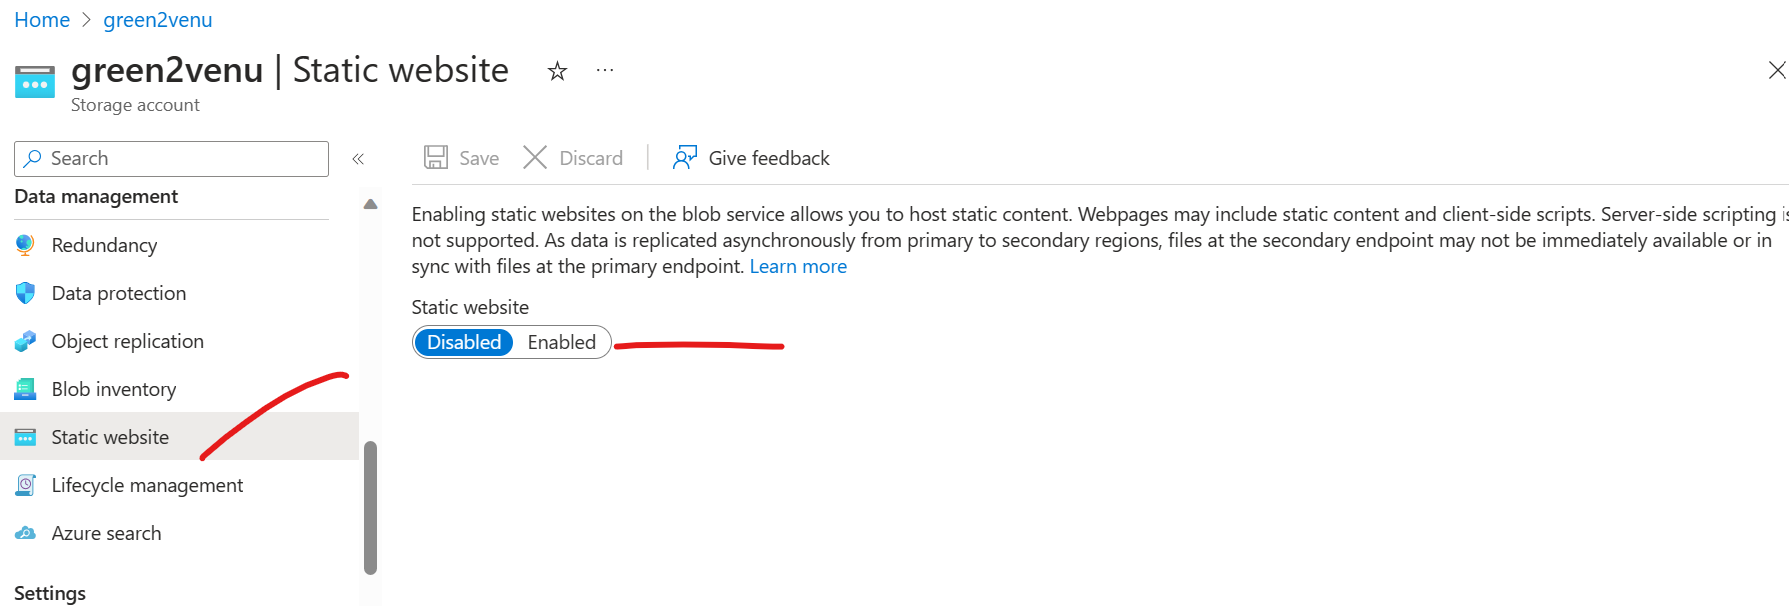 Home > green2venu
green2venu | Static website
Storage account
Search
Save Discard Give feedback
Data management
Redundancy
Data protection
Object replication
Blob inventory
Static website
Lifecycle management
Azure search
Settings
Enabling static websites on the blob service allows you to host static content. Webpages may include static content and client-side scripts. Server-side scripting is
not supported. As data is replicated asynchronously from primary to secondary regions, files at the secondary endpoint may not be immediately available or in
sync with files at the primary endpoint. Learn more
Static website
Disabled Enabled